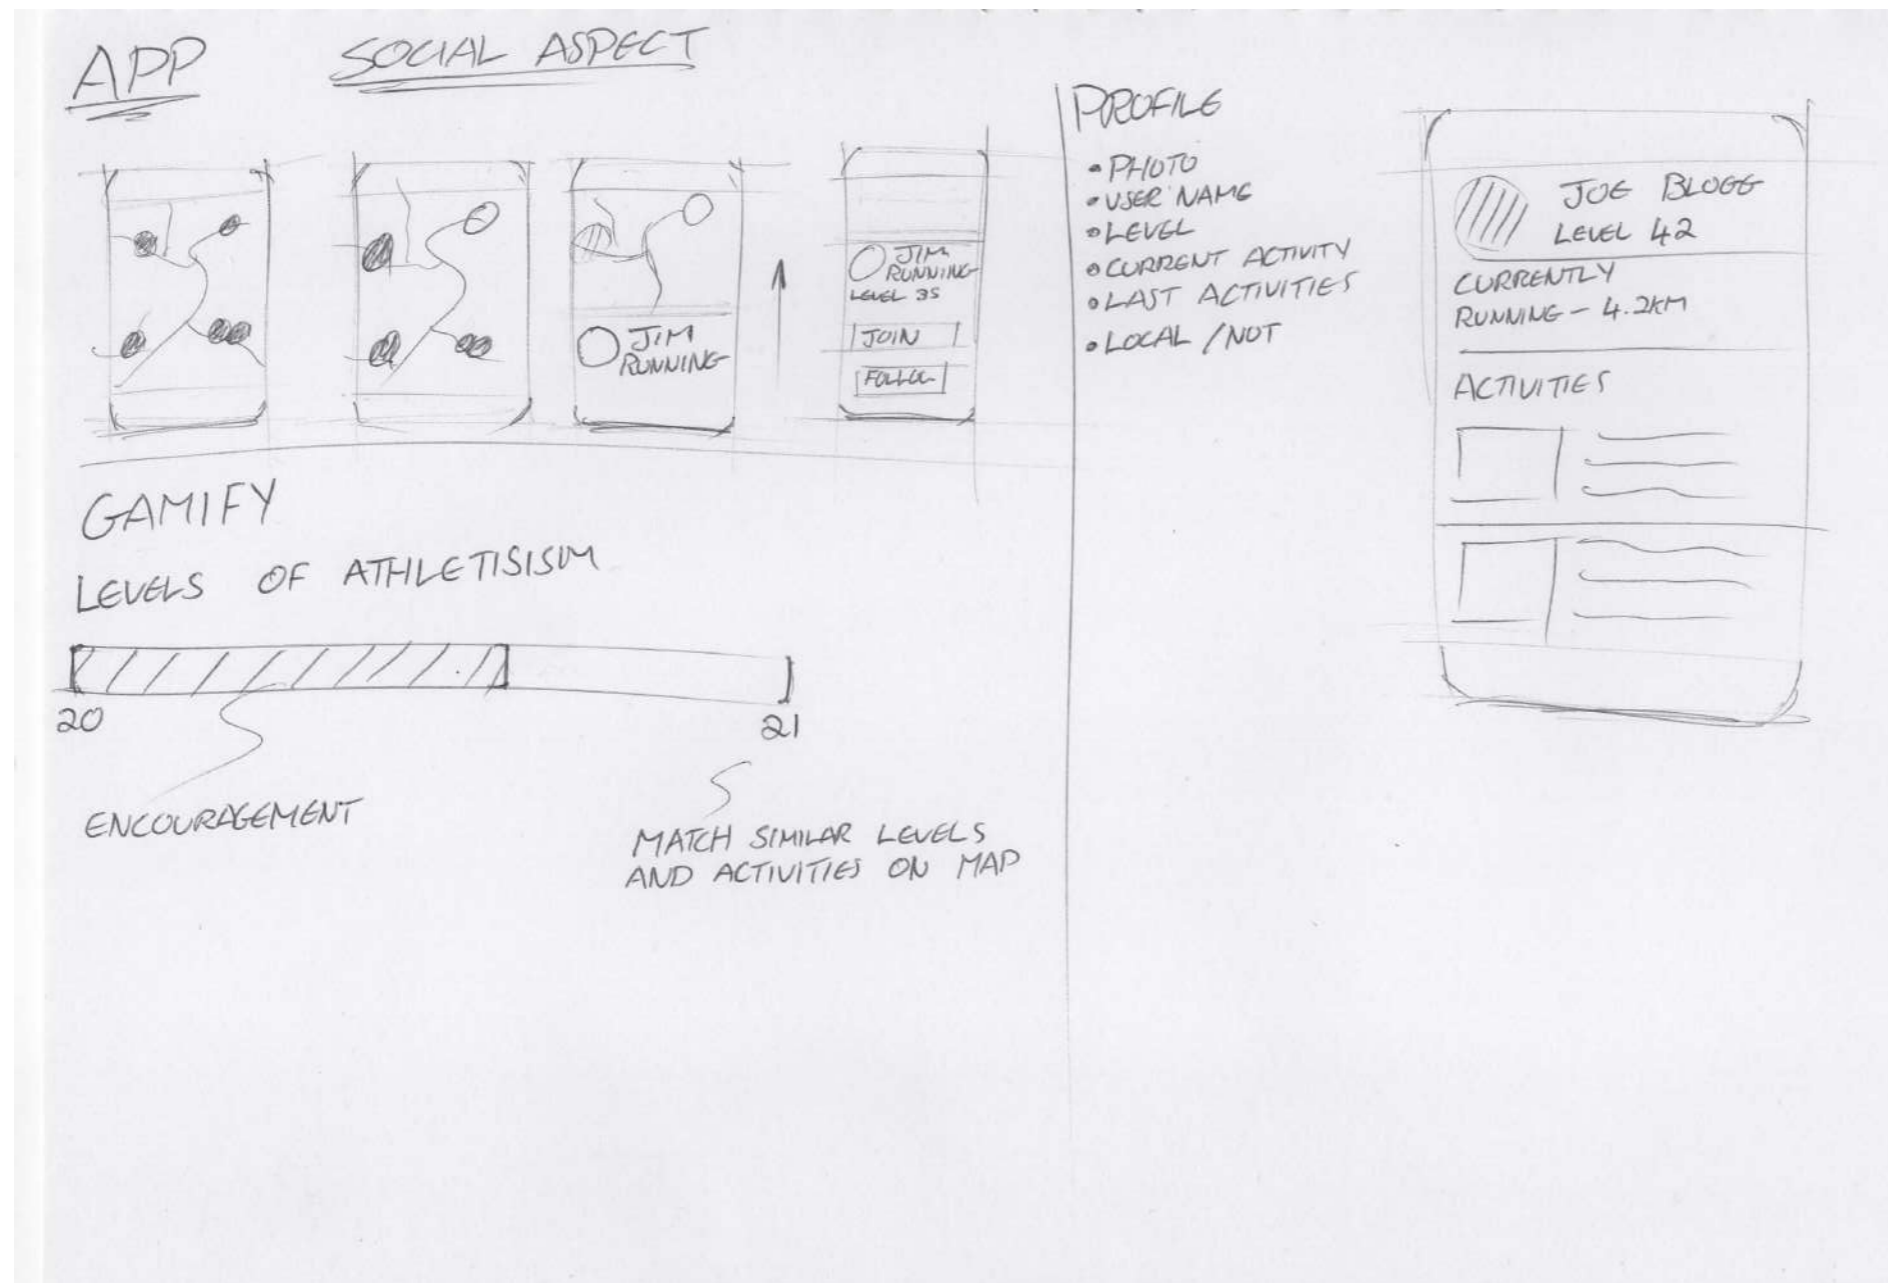 APP
SOCIAL ASPECT
JIM
RUNNING
JIM
RUNNING
LEVEL 35
JOIN
FOLLOW
GAMIFY
LEVELS OF ATHLETISISM
20
21
ENCOURAGEMENT
MATCH SIMILAR LEVELS
AND ACTIVITIES ON MAP
PROFILE
• PHOTO
• USER NAME
• LEVEL
• CURRENT ACTIVITY
• LAST ACTIVITIES
• LOCAL / NOT
JOE BLOGG
LEVEL 42
CURRENTLY
RUNNING - 4.2KM
ACTIVITIES